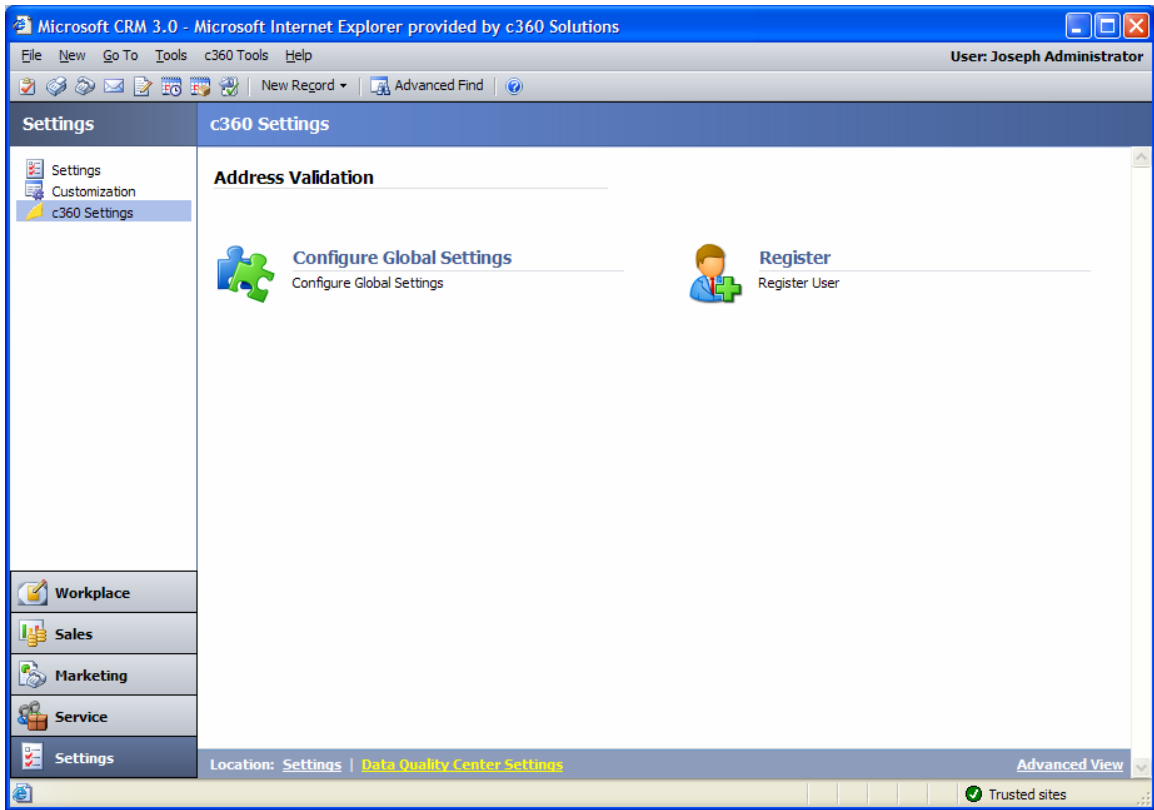 Microsoft CRM 3.0 - Microsoft Internet Explorer provided by c360 Solutions
File New Go To Tools c360 Tools Help User: Joseph Administrator
New Record Advanced Find
Settings c360 Settings
Settings
Customization
c360 Settings
Address Validation
Configure Global Settings
Configure Global Settings
Register
Register User
Workplace
Sales
Marketing
Service
Settings
Location: Settings | Data Quality Center Settings Advanced View
Trusted sites